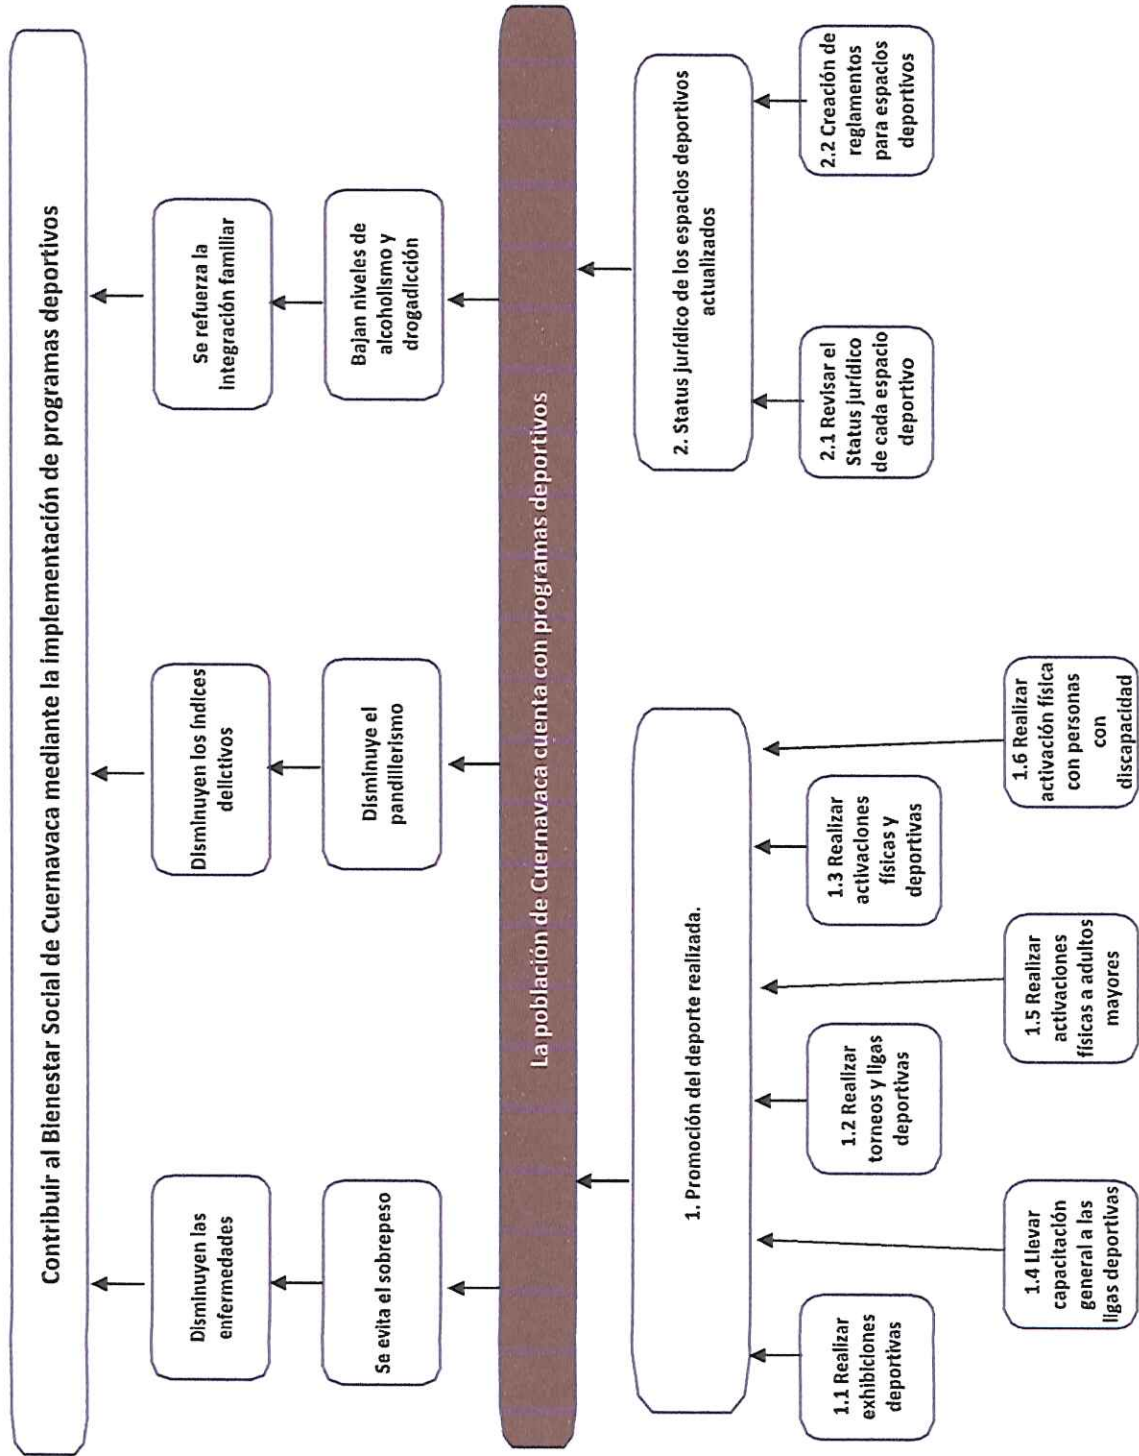 Contribuir al Bienestar Social de Cuernavaca mediante la implementación de programas deportivos
Disminuyen las
enfermedades
Disminuyen los índices
delictivos
Se refuerza la
Integración familiar
Se evita el sobrepeso
Disminuye el
pandillerismo
Bajan niveles de
alcoholismo y
drogadicción
La población de Cuernavaca cuenta con programas deportivos
1. Promoción del deporte realizada.
2. Status jurídico de los espacios deportivos
actualizados
1.1 Realizar
exhibiciones
deportivas
1.2 Realizar
torneos y ligas
deportivas
1.3 Realizar
activaciones
físicas y
deportivas
2.1 Revisar el
Status jurídico
de cada espacio
deportivo
2.2 Creación de
reglamentos
para espacios
deportivos
1.4 Llevar
capacitación
general a las
ligas deportivas
1.5 Realizar
activaciones
físicas a adultos
mayores
1.6 Realizar
activación física
con personas
con
discapacidad